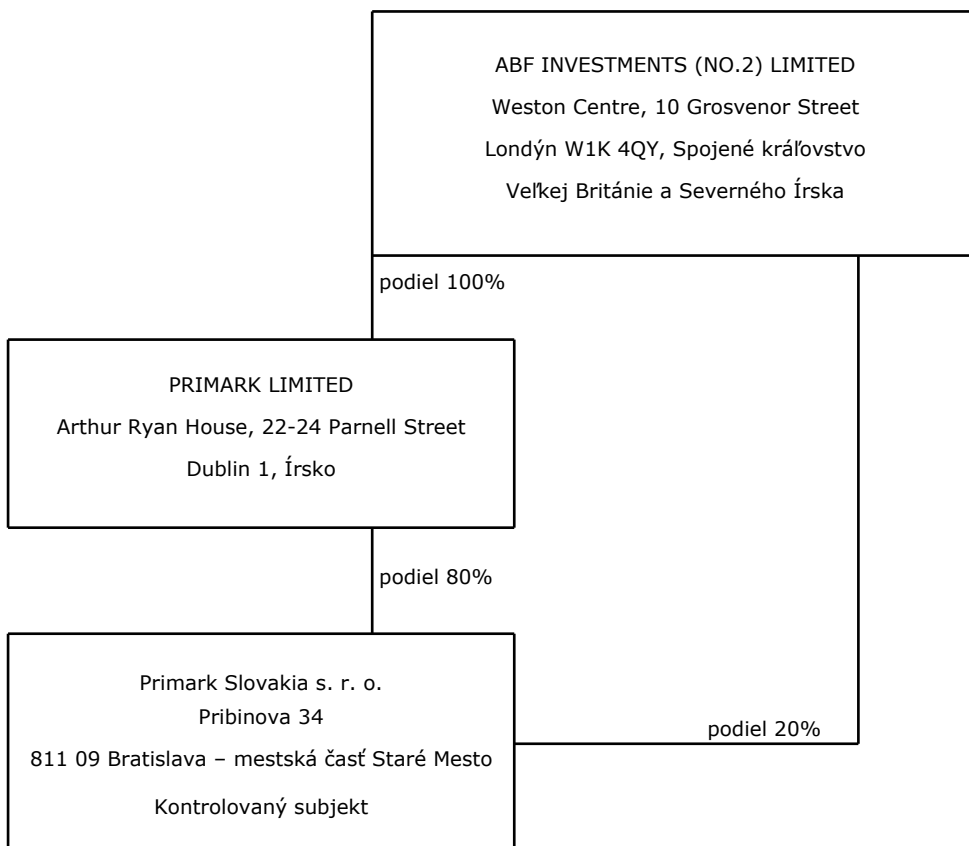 ABF INVESTMENTS (NO.2) LIMITED
Weston Centre, 10 Grosvenor Street
Londýn W1K 4QY, Spojené kráľovstvo
Veľkej Británie a Severného Írska
podiel 100%
PRIMARK LIMITED
Arthur Ryan House, 22-24 Parnell Street
Dublin 1, Írsko
podiel 80%
Primark Slovakia s. r. o.
Pribinova 34
811 09 Bratislava – mestská časť Staré Mesto
Kontrolovaný subjekt
podiel 20%